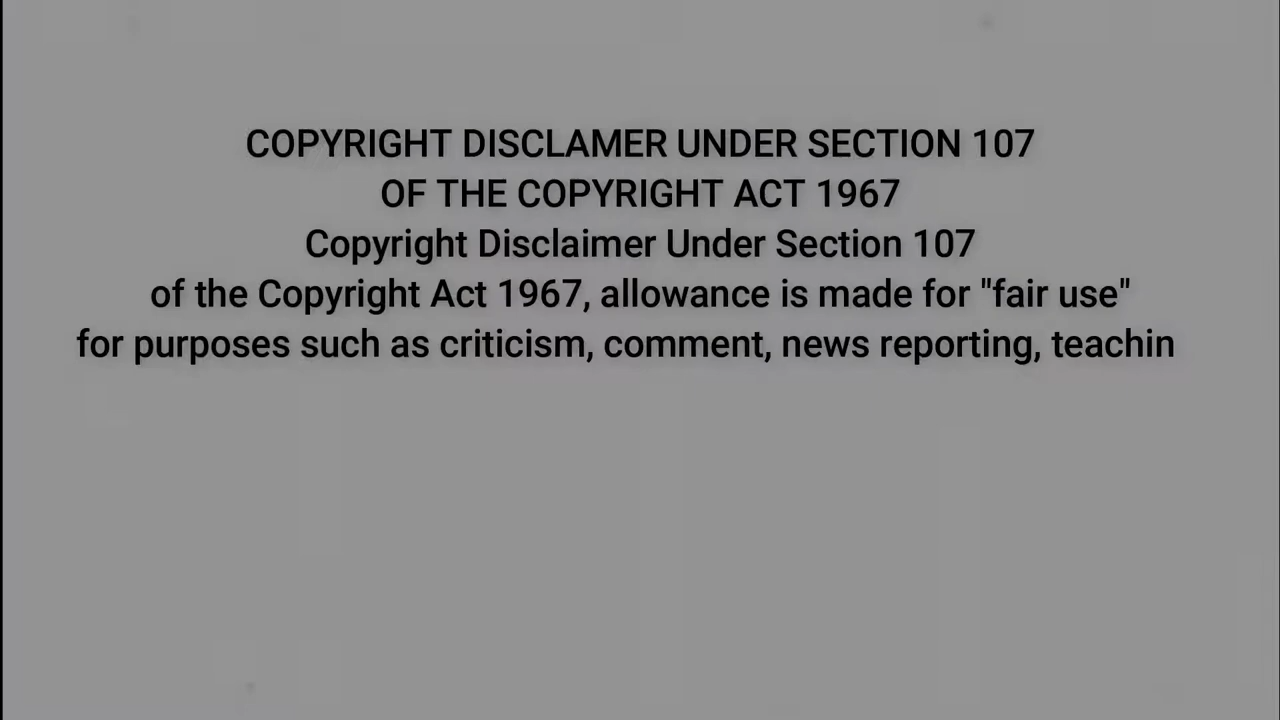 COPYRIGHT DISCLAMER UNDER SECTION 107
OF THE COPYRIGHT ACT 1967
Copyright Disclaimer Under Section 107
of the Copyright Act 1967, allowance is made for "fair use"
for purposes such as criticism, comment, news reporting, teachin